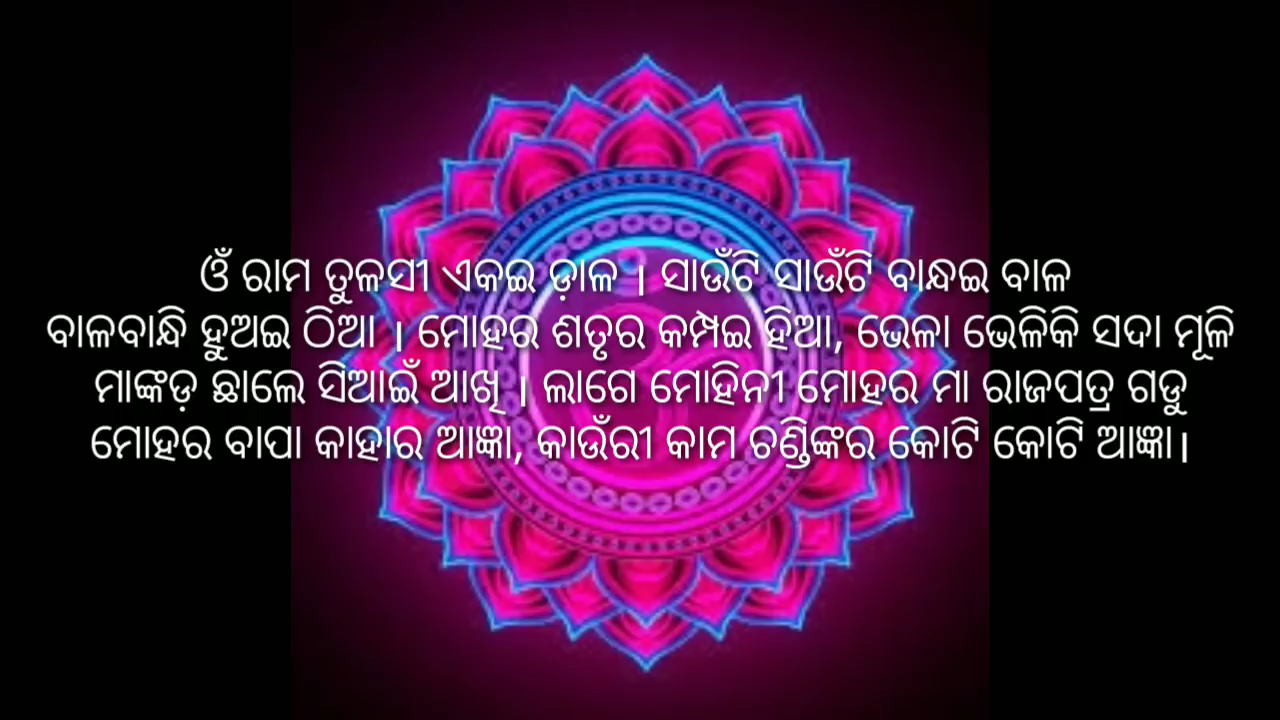 ଓଁ ରାମ ତୁଳସୀ ଏକଇ ଡ଼ାଳ । ସାଉଁଟି ସାଉଁଟି ବାନ୍ଧଇ ବାଳ
ବାଳବାନ୍ଧି ହୁଅଇ ଠିଆ । ମୋହର ଶତୃର କମ୍ପଇ ହିଆ, ଭେଳା ଭେଳିକି ସଦା ମୂଳି
ମାଙ୍କଡ଼ ଛାଲେ ସିଆଇଁ ଆଖି । ଲାଗେ ମୋହିନୀ ମୋହର ମା ରାଜପତ୍ର ଗଡୁ
ମୋହର ବାପା କାହାର ଆଜ୍ଞା, କାଉଁରୀ କାମ ଚଣ୍ଡିଙ୍କର କୋଟି କୋଟି ଆଜ୍ଞା।